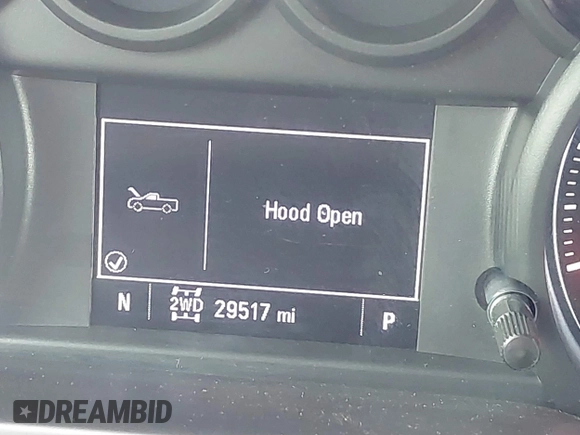 Hood Open
N 2WD 29517 mi P
DREAMBID